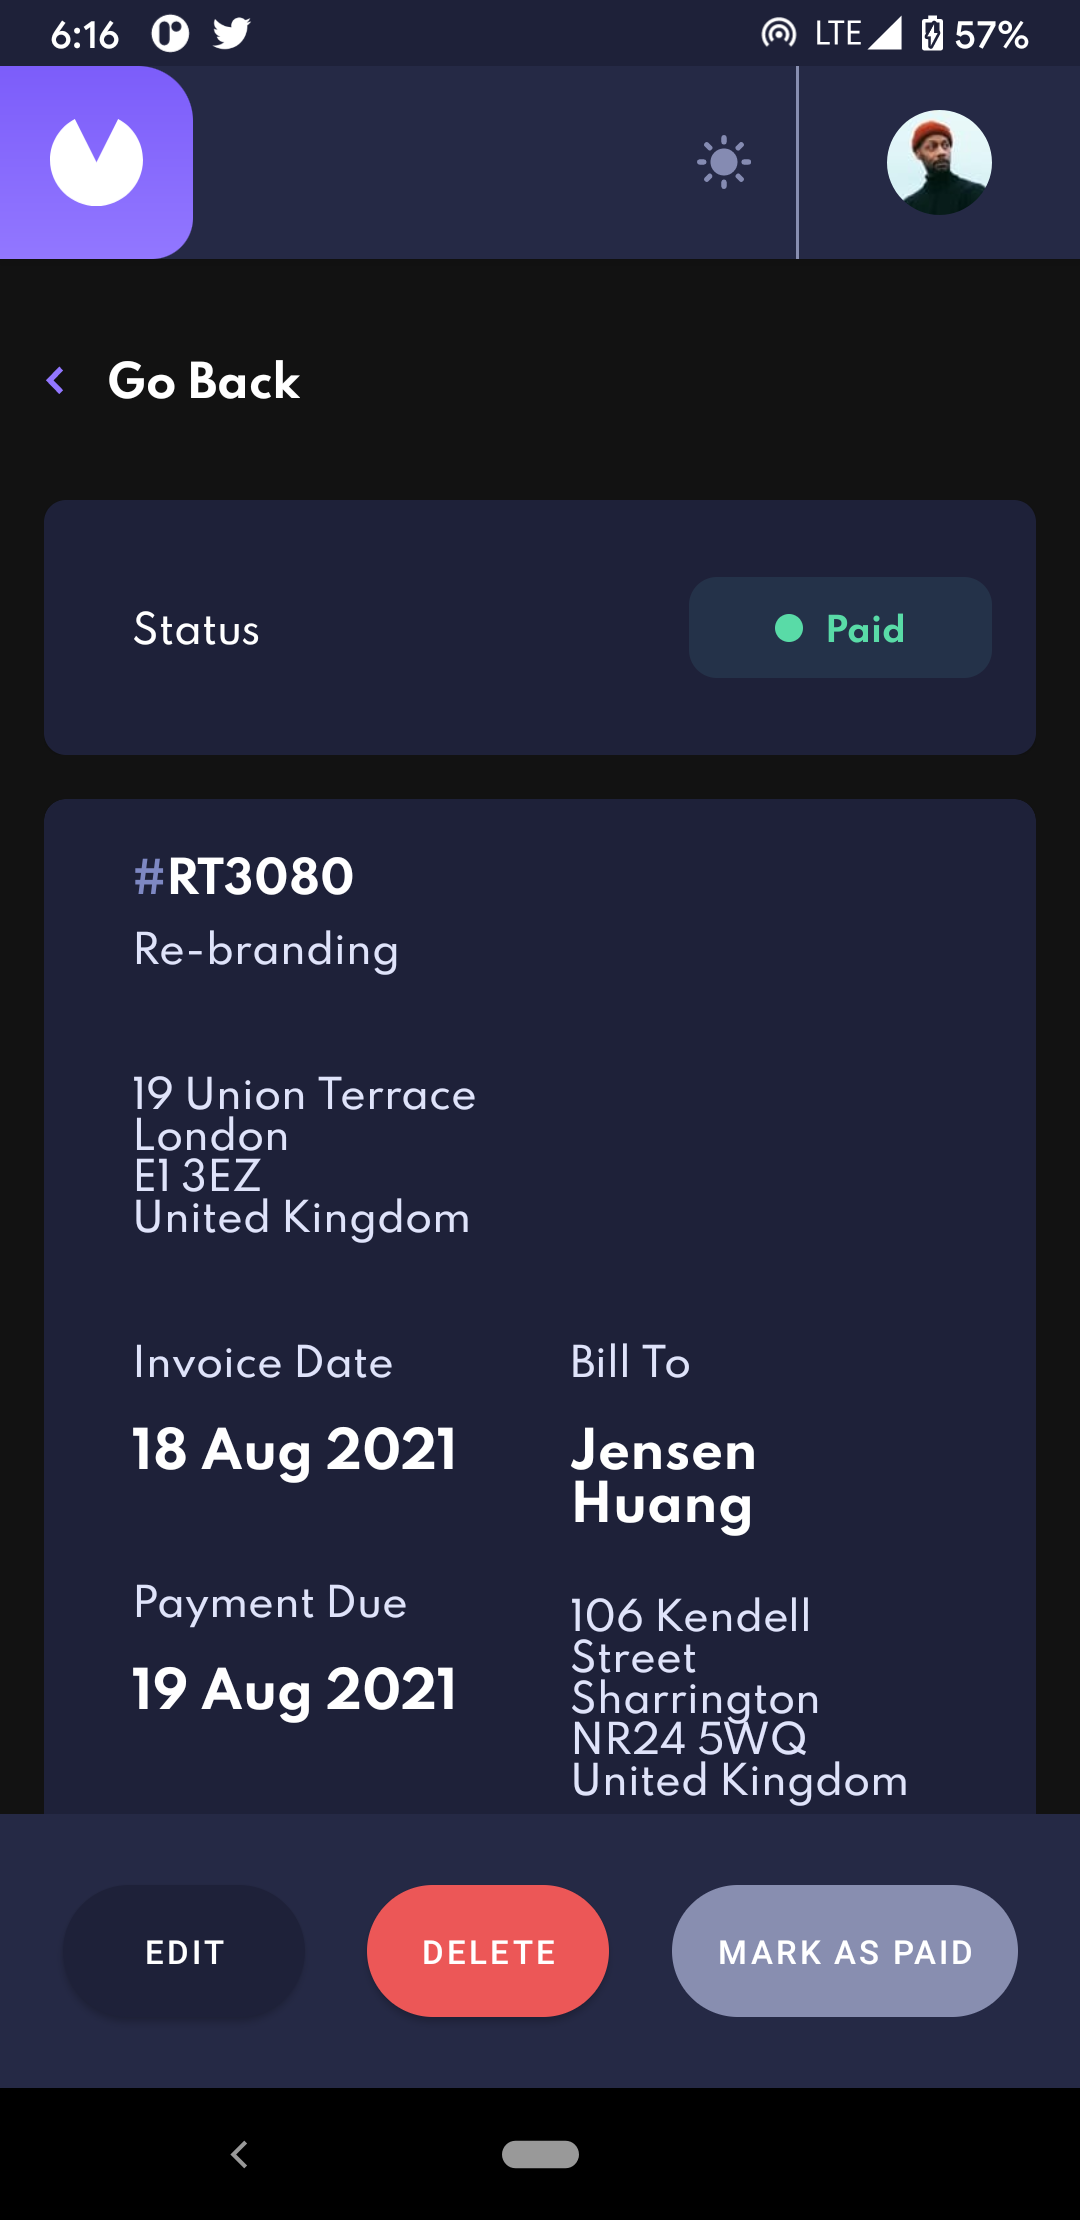 6:16 LTE 57%
Go Back
Status
Paid
#RT3080
Re-branding
19 Union Terrace
London
E1 3EZ
United Kingdom
Invoice Date
18 Aug 2021
Payment Due
19 Aug 2021
Bill To
Jensen
Huang
106 Kendell
Street
Sharrington
NR24 5WQ
United Kingdom
EDIT
DELETE
MARK AS PAID